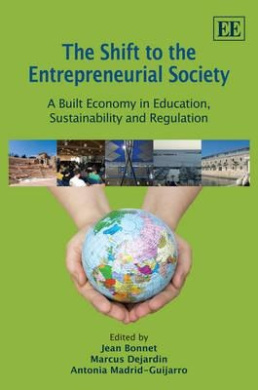 EE
The Shift to the
Entrepreneurial Society
A Built Economy in Education,
Sustainability and Regulation
Edited by
Jean Bonnet
Marcus Dejardin
Antonia Madrid-Guijarro